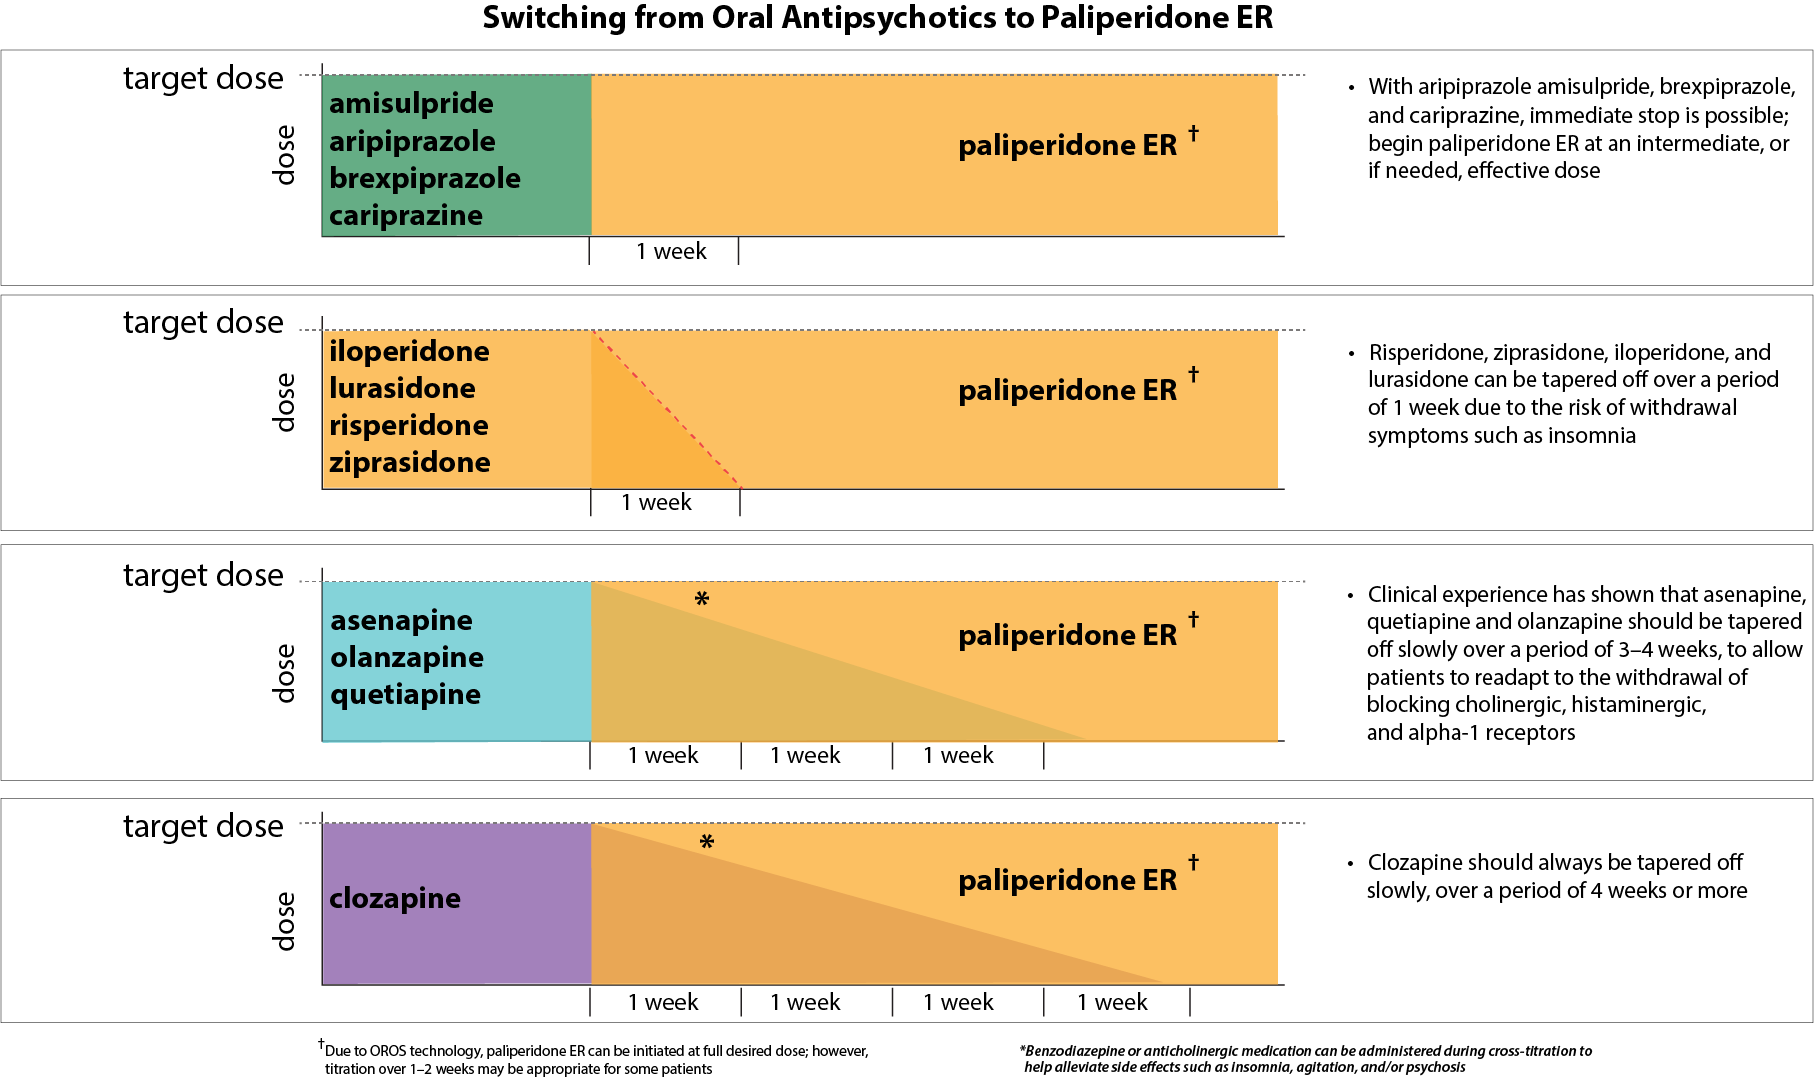 Switching from Oral Antipsychotics to Paliperidone ER
target dose
dose
amisulpride
aripiprazole
brexpiprazole
cariprazine
paliperidone ER †
1 week
• With aripiprazole amisulpride, brexpiprazole,
and cariprazine, immediate stop is possible;
begin paliperidone ER at an intermediate, or
if needed, effective dose
target dose
dose
iloperidone
lurasidone
risperidone
ziprasidone
paliperidone ER †
1 week
• Risperidone, ziprasidone, iloperidone, and
lurasidone can be tapered off over a period
of 1 week due to the risk of withdrawal
symptoms such as insomnia
target dose
dose
asenapine
olanzapine
quetiapine
*
paliperidone ER †
1 week 1 week 1 week
• Clinical experience has shown that asenapine,
quetiapine and olanzapine should be tapered
off slowly over a period of 3–4 weeks, to allow
patients to readapt to the withdrawal of
blocking cholinergic, histaminergic,
and alpha-1 receptors
target dose
dose
clozapine
*
paliperidone ER †
1 week 1 week 1 week 1 week
• Clozapine should always be tapered off
slowly, over a period of 4 weeks or more
†Due to OROS technology, paliperidone ER can be initiated at full desired dose; however,
titration over 1–2 weeks may be appropriate for some patients
*Benzodiazepine or anticholinergic medication can be administered during cross-titration to
help alleviate side effects such as insomnia, agitation, and/or psychosis